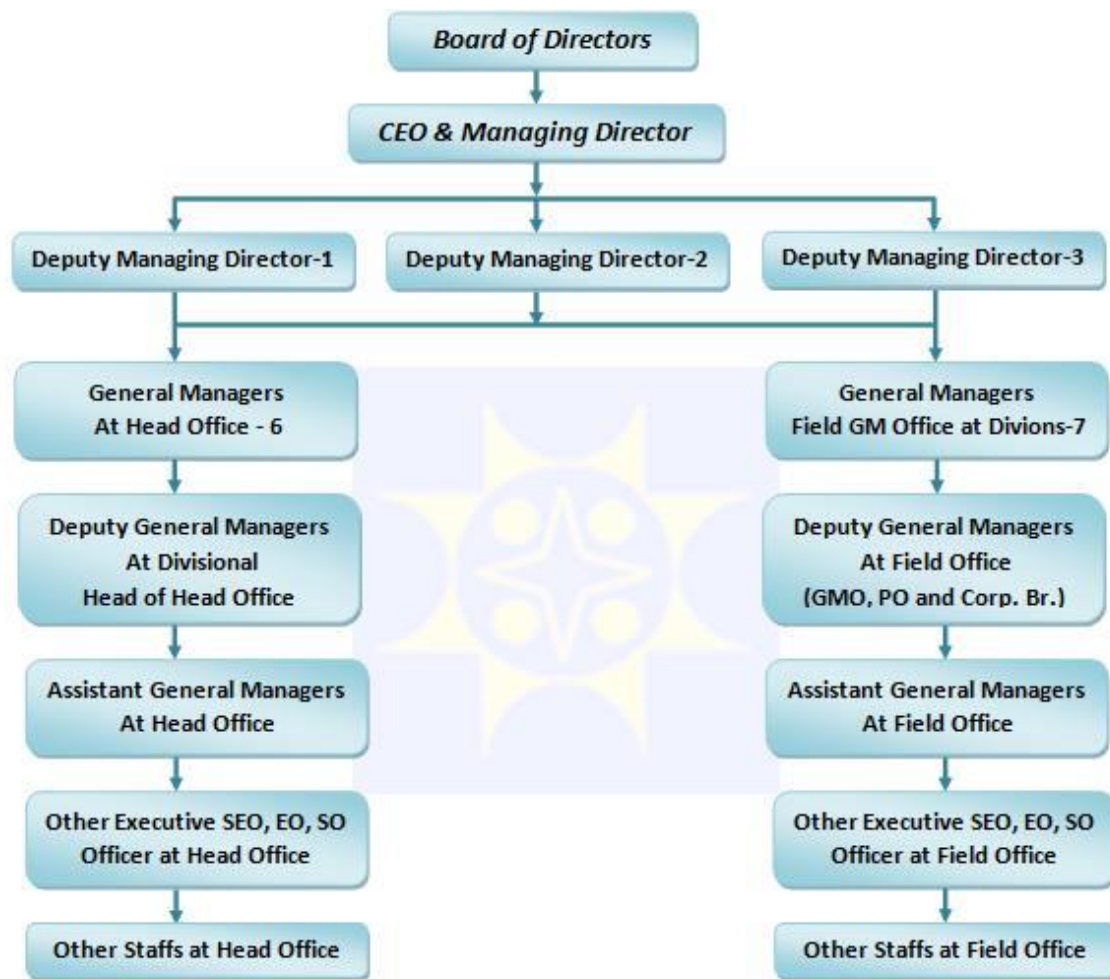 Board of Directors
CEO & Managing Director
Deputy Managing Director-1
Deputy Managing Director-2
Deputy Managing Director-3
General Managers
At Head Office - 6
General Managers
Field GM Office at Divions-7
Deputy General Managers
At Divisional
Head of Head Office
Deputy General Managers
At Field Office
(GMO, PO and Corp. Br.)
Assistant General Managers
At Head Office
Assistant General Managers
At Field Office
Other Executive SEO, EO, SO
Officer at Head Office
Other Executive SEO, EO, SO
Officer at Field Office
Other Staffs at Head Office
Other Staffs at Field Office